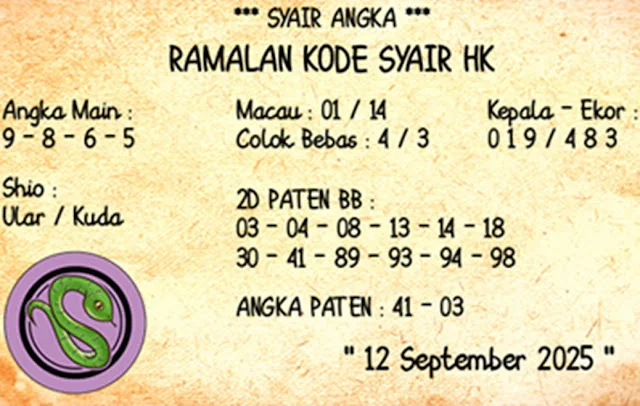 *** SYAIR ANGKA ***
RAMALAN KODE SYAIR HK
Angka Main :
9 - 8 - 6 - 5
Macau : 01 / 14
Colok Bebas : 4 / 3
Kepala - Ekor :
0 1 9 / 4 8 3
Shio :
Ular / Kuda
2D PATEN BB :
03 - 04 - 08 - 13 - 14 - 18
30 - 41 - 89 - 93 - 94 - 98
ANGKA PATEN : 41 - 03
" 12 September 2025 "